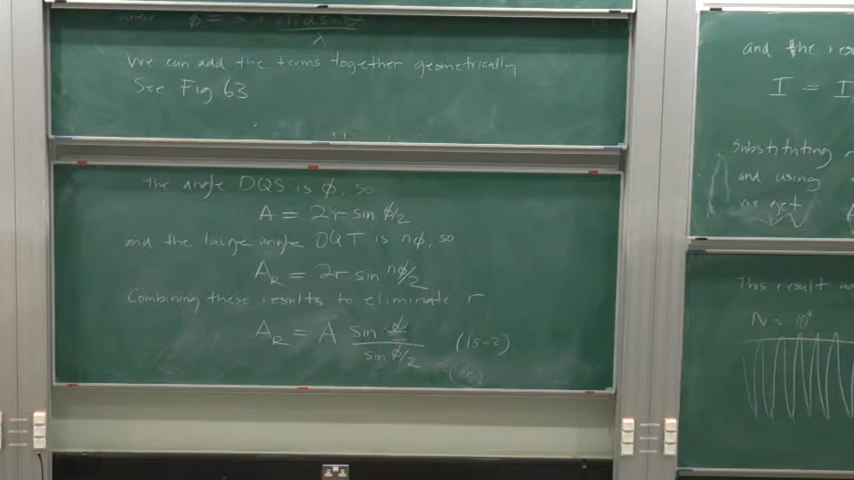 We can add the terms together geometrically
See Fig 63
the angle OQS is ϕ, so
A = 2r sin ϕ/2
and the large angle OQT is nϕ, so
A_R = 2r sin nϕ/2
Combining these results to eliminate r
A_R = A sin ϕ/ / sin ϕ/2 (15-2)
and the
I = I
Substituting
and using
we get
This result
N ~ 10